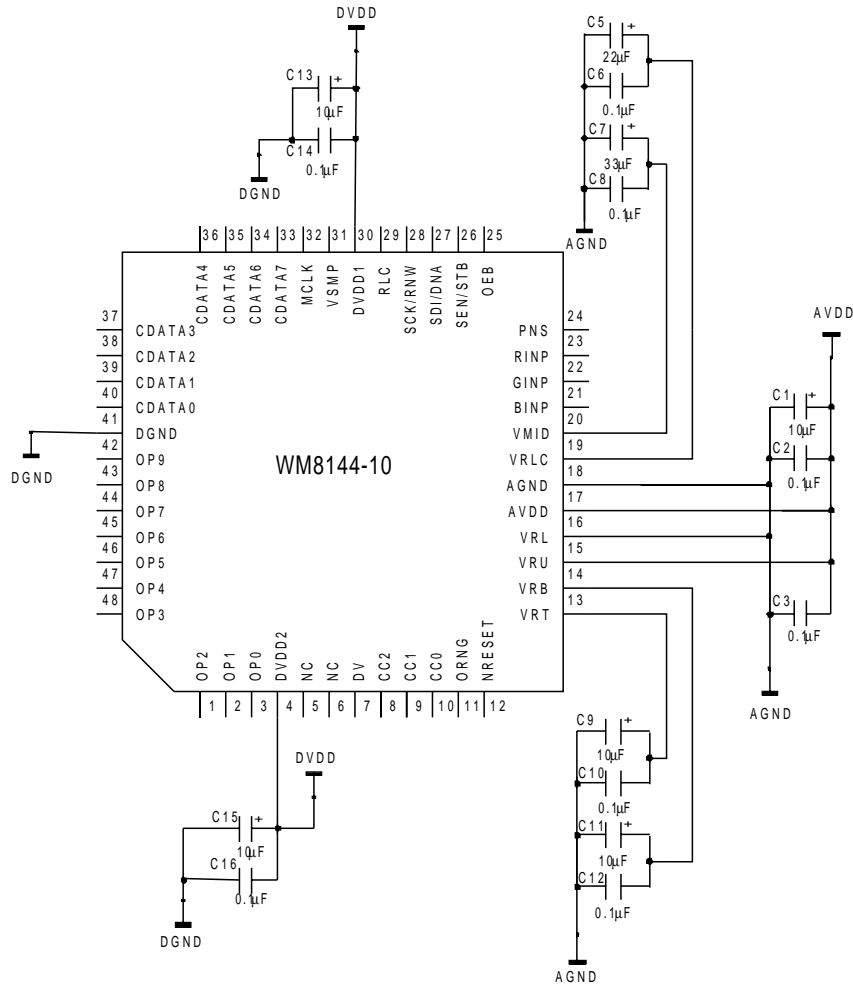 DVDD
C13
+
10µF
C14
0.1µF
DGND
C5
+
22µF
C6
0.1µF
C7
+
33µF
C8
0.1µF
AGND
36 35 34 33 32 31 30 29 28 27 26 25
CDATA4 CDATA5 CDATA6 CDATA7 MCLK VSMP DVDD1 RLC SCK/RNW SDI/DNA SEN/STB OEB
37 CDATA3
38 CDATA2
39 CDATA1
40 CDATA0
41 DGND
42 OP9
43 OP8
44 OP7
45 OP6
46 OP5
47 OP4
48 OP3
DGND
WM8144-10
PNS 24
RINP 23
GINP 22
BINP 21
VMID 20
VRLC 19
AGND 18
AVDD 17
VRL 16
VRU 15
VRB 14
VRT 13
AVDD
C1
+
10µF
C2
0.1µF
C3
0.1µF
AGND
OP2 OP1 OP0 DVDD2 NC NC DV CC2 CC1 CC0 ORNG NRESET
1 2 3 4 5 6 7 8 9 10 11 12
DVDD
C15
+
10µF
C16
0.1µF
DGND
C9
+
10µF
C10
0.1µF
C11
+
10µF
C12
0.1µF
AGND